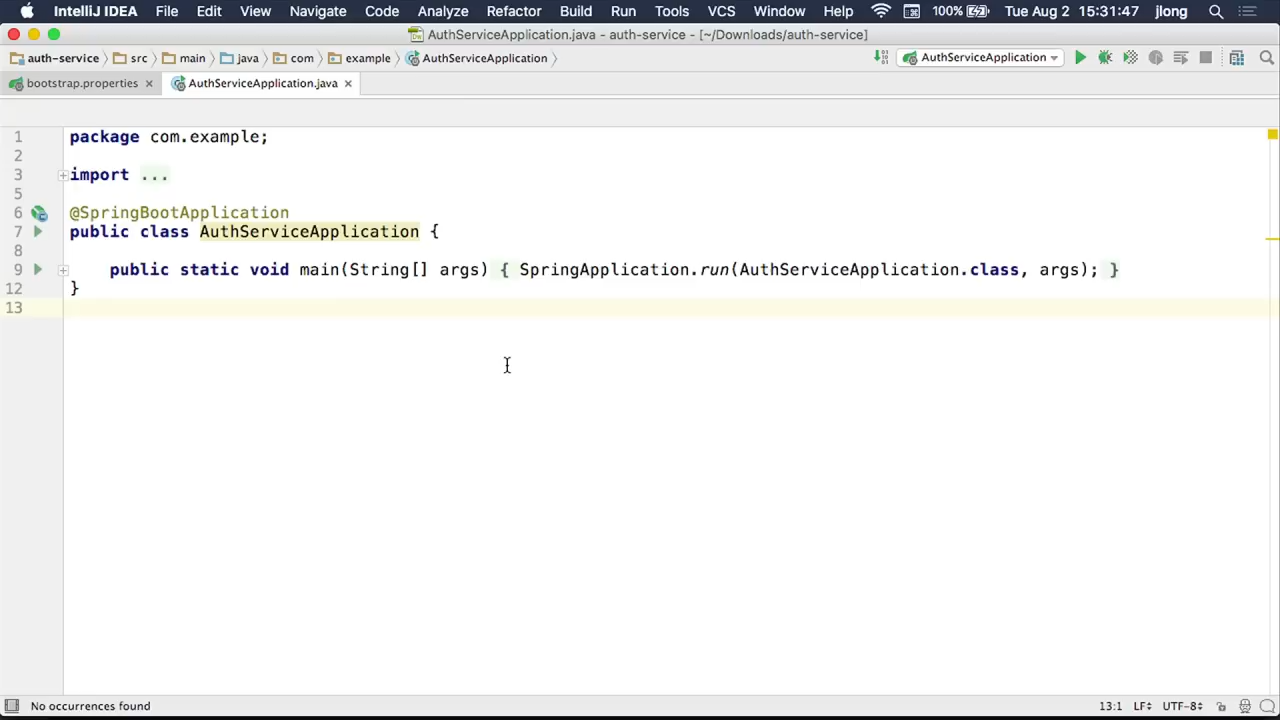 IntelliJ IDEA File Edit View Navigate Code Analyze Refactor Build Run Tools VCS Window Help 100% Tue Aug 2 15:31:47 jlong
AuthServiceApplication.java - auth-service - [~/Downloads/auth-service]
auth-service src main java com example AuthServiceApplication AuthServiceApplication
bootstrap.properties AuthServiceApplication.java
1 package com.example;
2
3 import ...
5
6 @SpringBootApplication
7 public class AuthServiceApplication {
8
9 public static void main(String[] args) { SpringApplication.run(AuthServiceApplication.class, args); }
12 }
13
No occurrences found 13:1 LF UTF-8